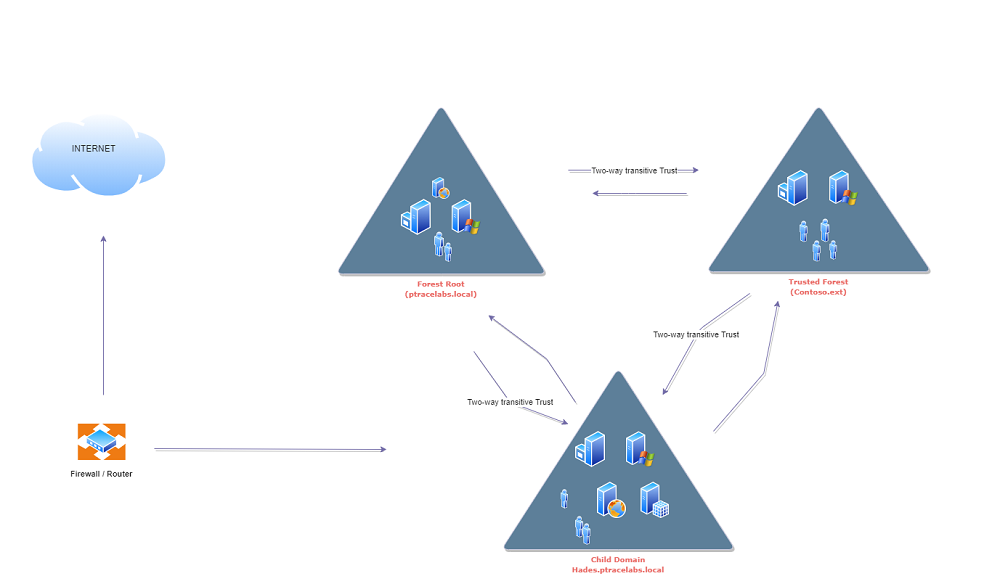 INTERNET
Two-way transitive Trust
Forest Root
(ptracelabs.local)
Trusted Forest
(Contoso.ext)
Two-way transitive Trust
Two-way transitive Trust
Firewall / Router
Child Domain
Hades.ptracelabs.local